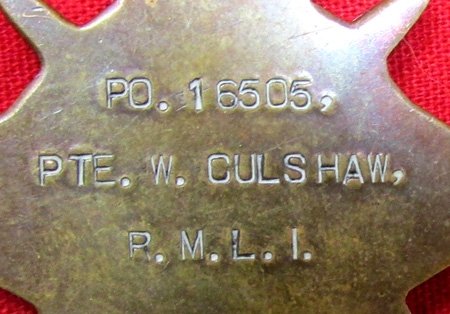 PO. 16505,
PTE. W. CULSHAW,
R. M. L. I.